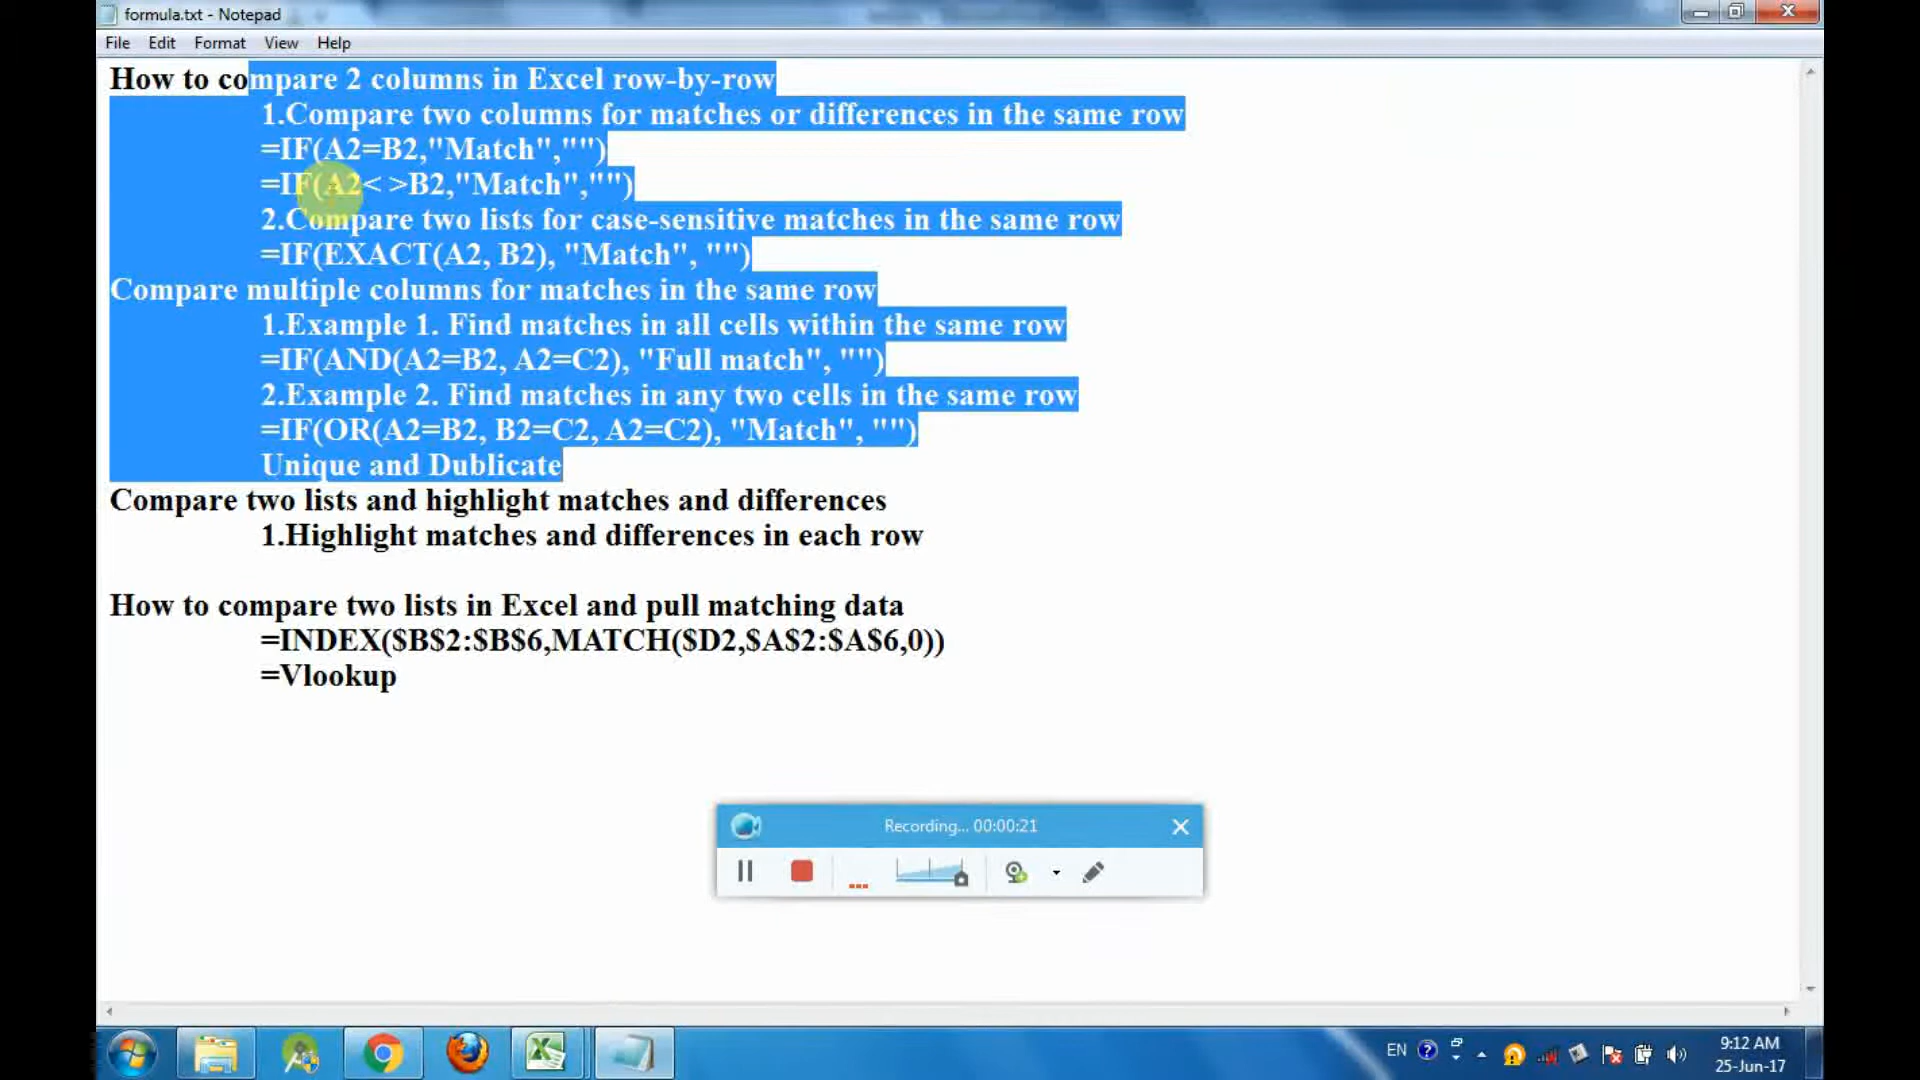 formula.txt - Notepad
File Edit Format View Help
How to compare 2 columns in Excel row-by-row
1.Compare two columns for matches or differences in the same row
=IF(A2=B2,"Match","")
=IF(A2< >B2,"Match","")
2.Compare two lists for case-sensitive matches in the same row
=IF(EXACT(A2, B2), "Match", "")
Compare multiple columns for matches in the same row
1.Example 1. Find matches in all cells within the same row
=IF(AND(A2=B2, A2=C2), "Full match", "")
2.Example 2. Find matches in any two cells in the same row
=IF(OR(A2=B2, B2=C2, A2=C2), "Match", "")
Unique and Dublicate
Compare two lists and highlight matches and differences
1.Highlight matches and differences in each row
How to compare two lists in Excel and pull matching data
=INDEX($B$2:$B$6,MATCH($D2,$A$2:$A$6,0))
=Vlookup
Recording... 00:00:21
EN
9:12 AM
25-Jun-17